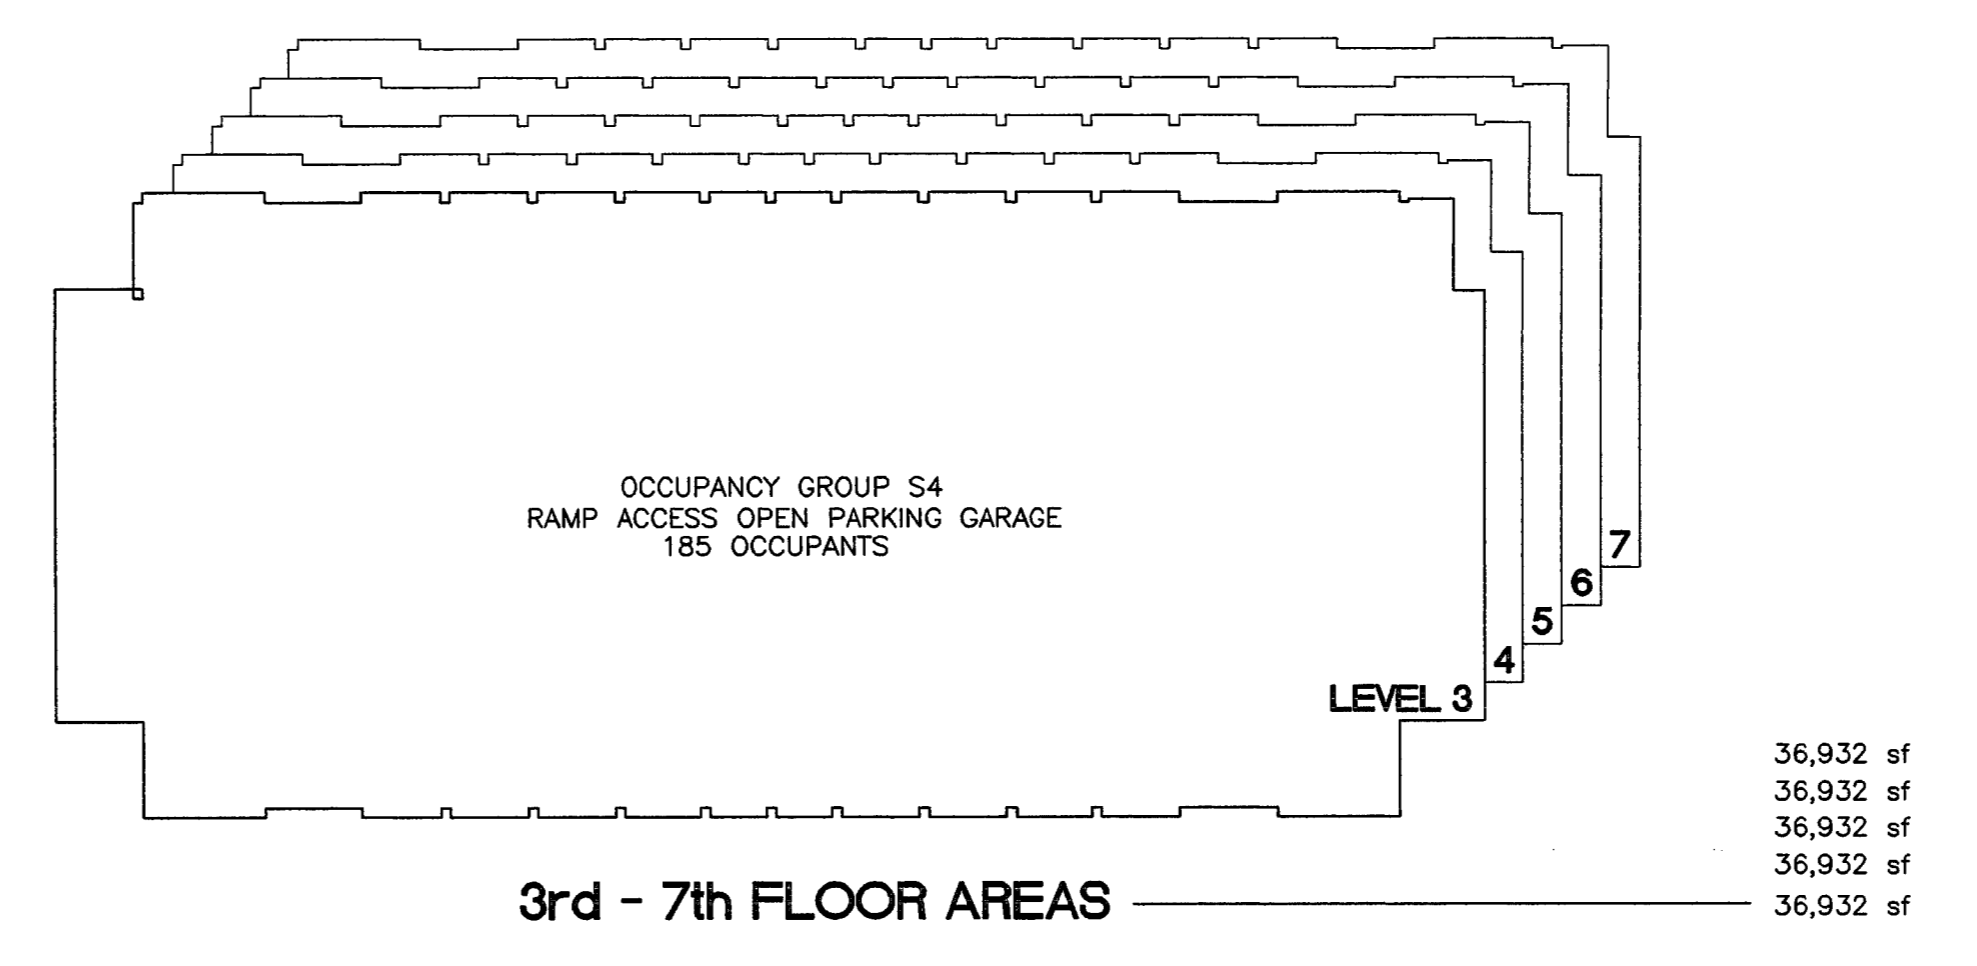 OCCUPANCY GROUP S4
RAMP ACCESS OPEN PARKING GARAGE
185 OCCUPANTS
7
6
5
4
LEVEL 3
36,932 sf
36,932 sf
36,932 sf
36,932 sf
3rd - 7th FLOOR AREAS 36,932 sf